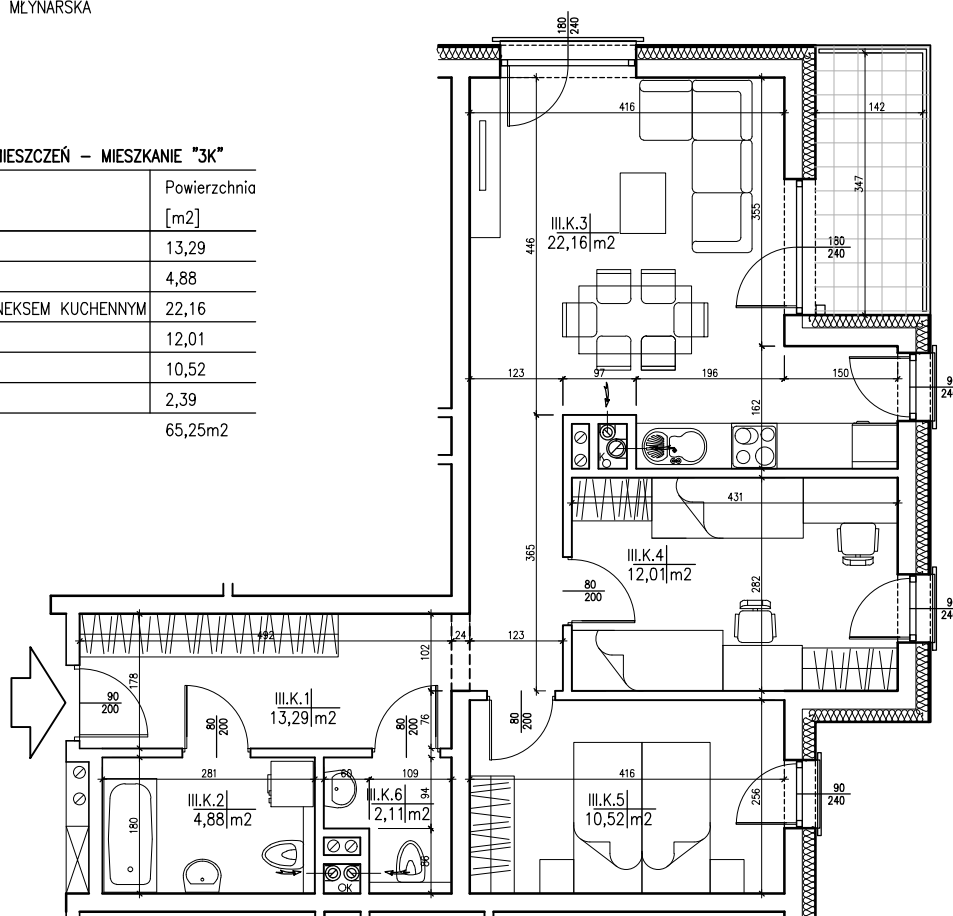 MŁYNARSKA
MIESZCZEŃ – MIESZKANIE "3K"
Powierzchnia
[m2]
13,29
4,88
NEKSEM KUCHENNYM 22,16
12,01
10,52
2,39
65,25m2
180
240
416
142
347
355
III.K.3
22,16 m2
446
180
240
123
97
196
150
162
90
240
431
365
III.K.4
12,01 m2
282
80
200
90
240
492
24
123
102
178
90
200
III.K.1
13,29 m2
76
80
200
80
200
80
200
281
60
109
416
III.K.2
4,88 m2
180
III.K.6
2,11 m2
94
86
OK
III.K.5
10,52 m2
256
90
240